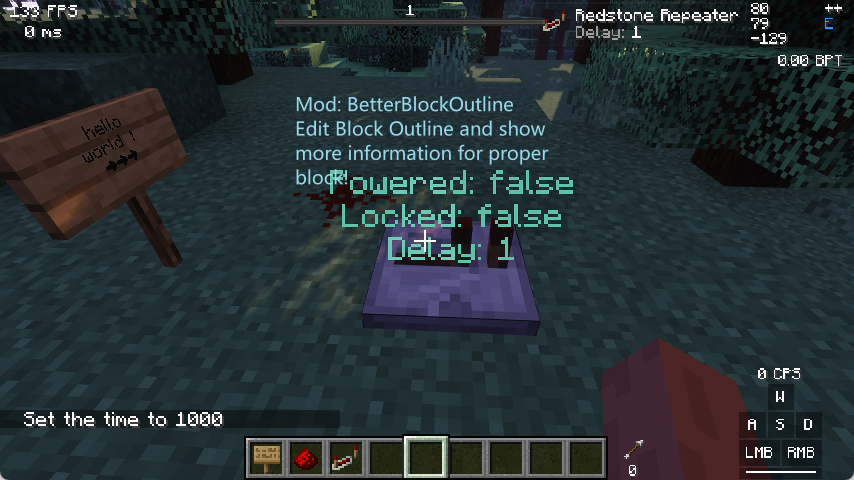 133 FPS
0 ms
1
Redstone Repeater
Delay: 1
80
79
-129
++
E
0.00 BPT
Mod: BetterBlockOutline
Edit Block Outline and show
more information for proper
block!
hello
world !
Powered: false
Locked: false
Delay: 1
0 CPS
W
A S D
LMB RMB
Set the time to 1000
0